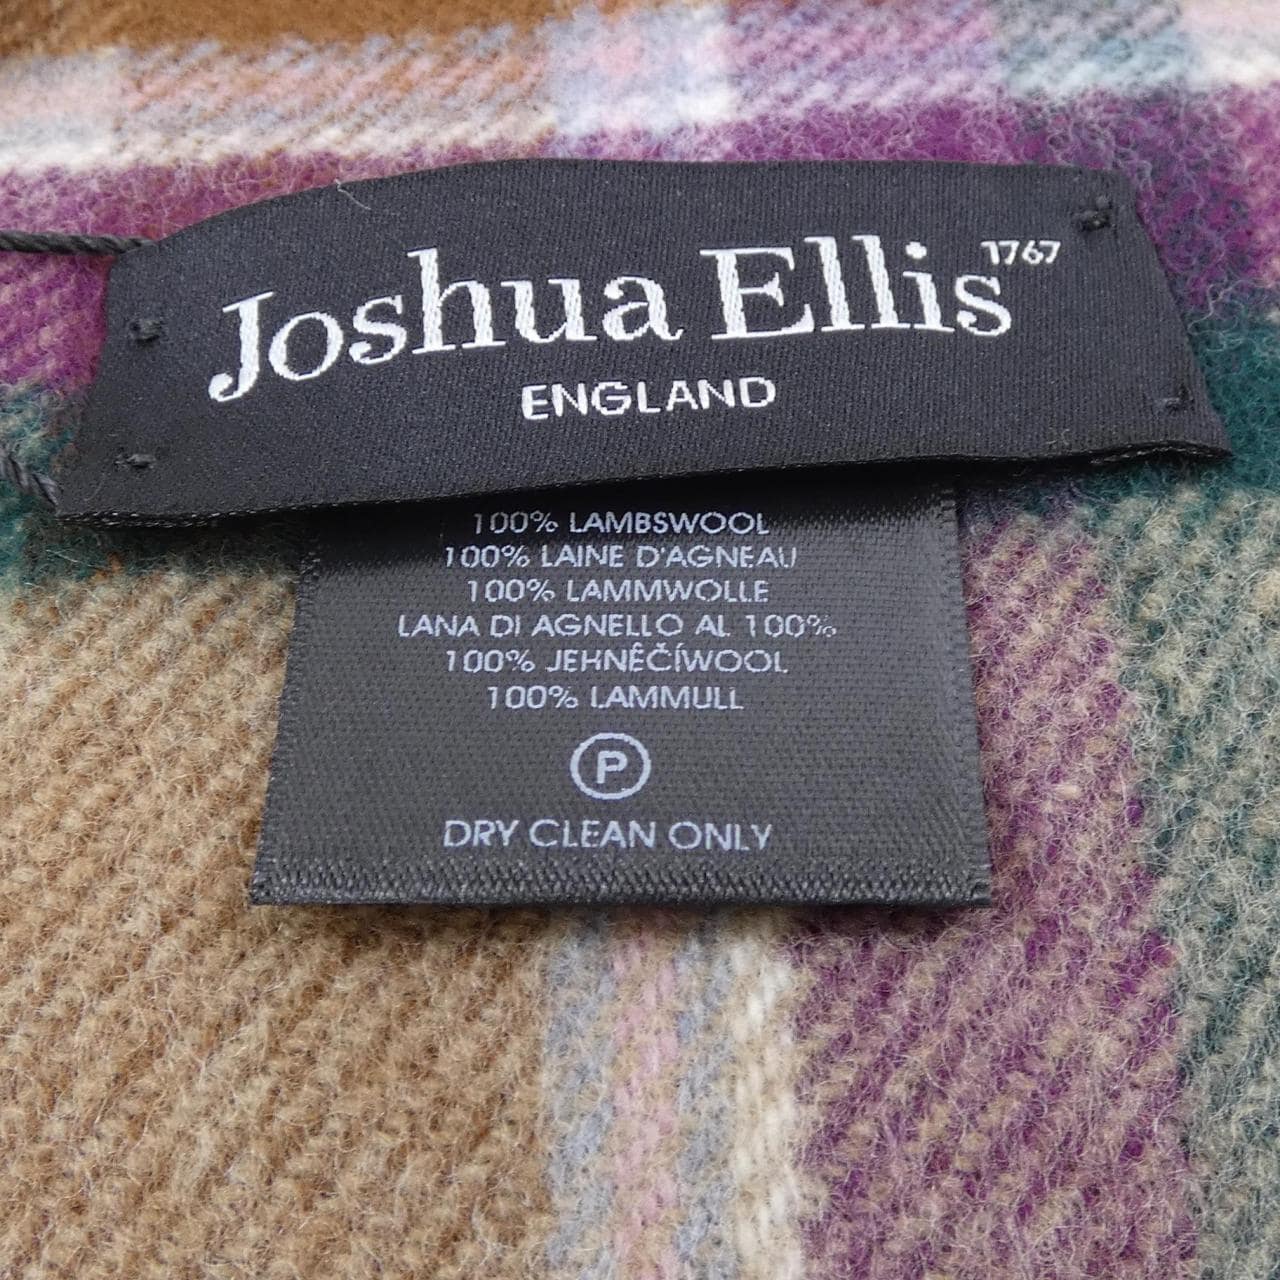 Joshua Ellis 1767
ENGLAND
100% LAMBSWOOL
100% LAINE D'AGNEAU
100% LAMMWOLLE
LANA DI AGNELLO AL 100%
100% JEHNĚČÍWOOL
100% LAMMULL
P
DRY CLEAN ONLY